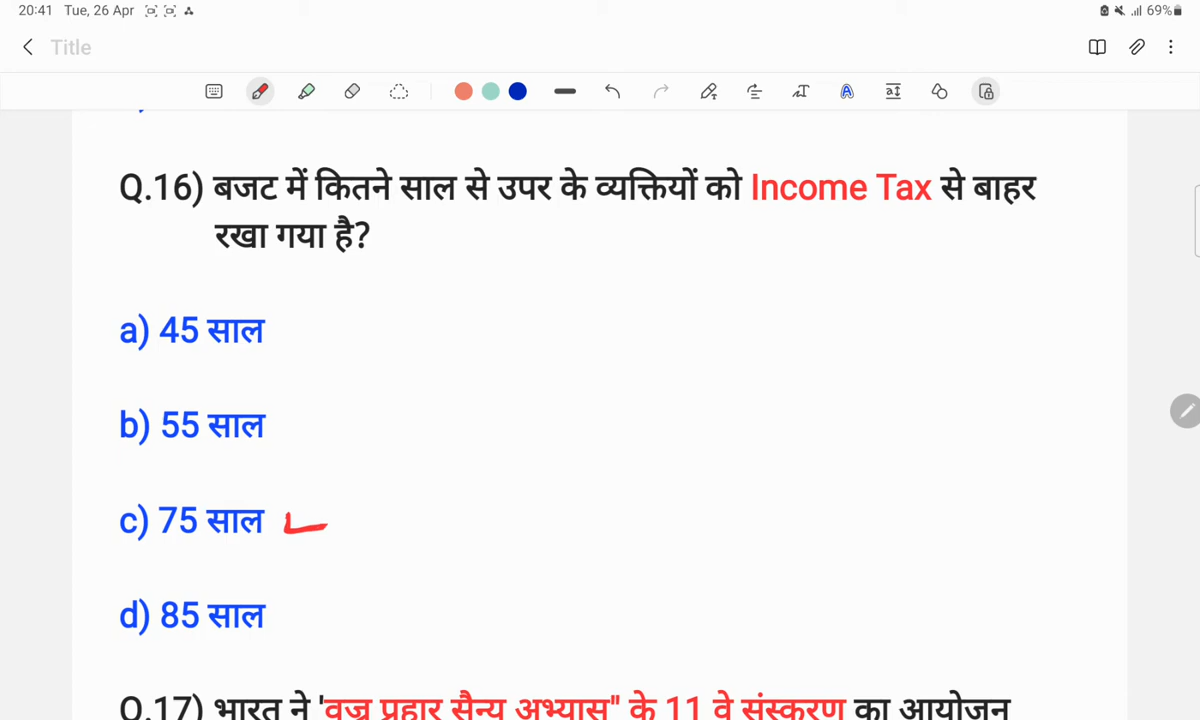 20:41 Tue, 26 Apr 69%
Title
Q.16) बजट में कितने साल से उपर के व्यक्तियों को Income Tax से बाहर
रखा गया है?
a) 45 साल
b) 55 साल
c) 75 साल
d) 85 साल
Q.17) भारत ने 'वज्र प्रहार सैन्य अभ्यास" के 11 वे संस्करण का आयोजन